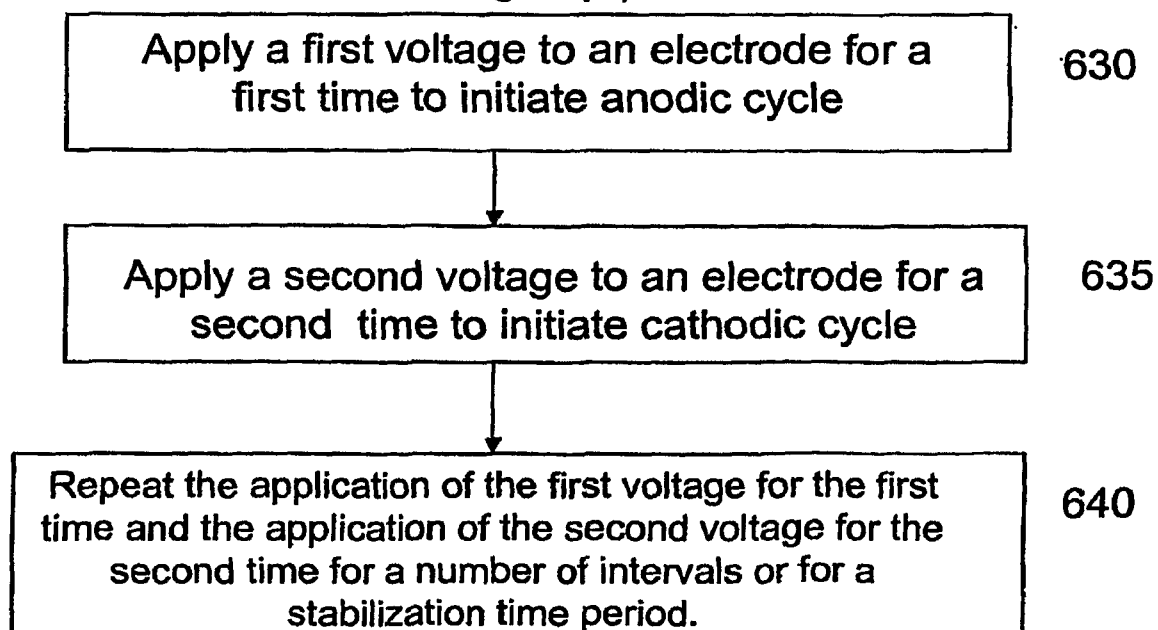 Apply a first voltage to an electrode for a
first time to initiate anodic cycle
630
Apply a second voltage to an electrode for a
second time to initiate cathodic cycle
635
Repeat the application of the first voltage for the first
time and the application of the second voltage for the
second time for a number of intervals or for a
stabilization time period.
640